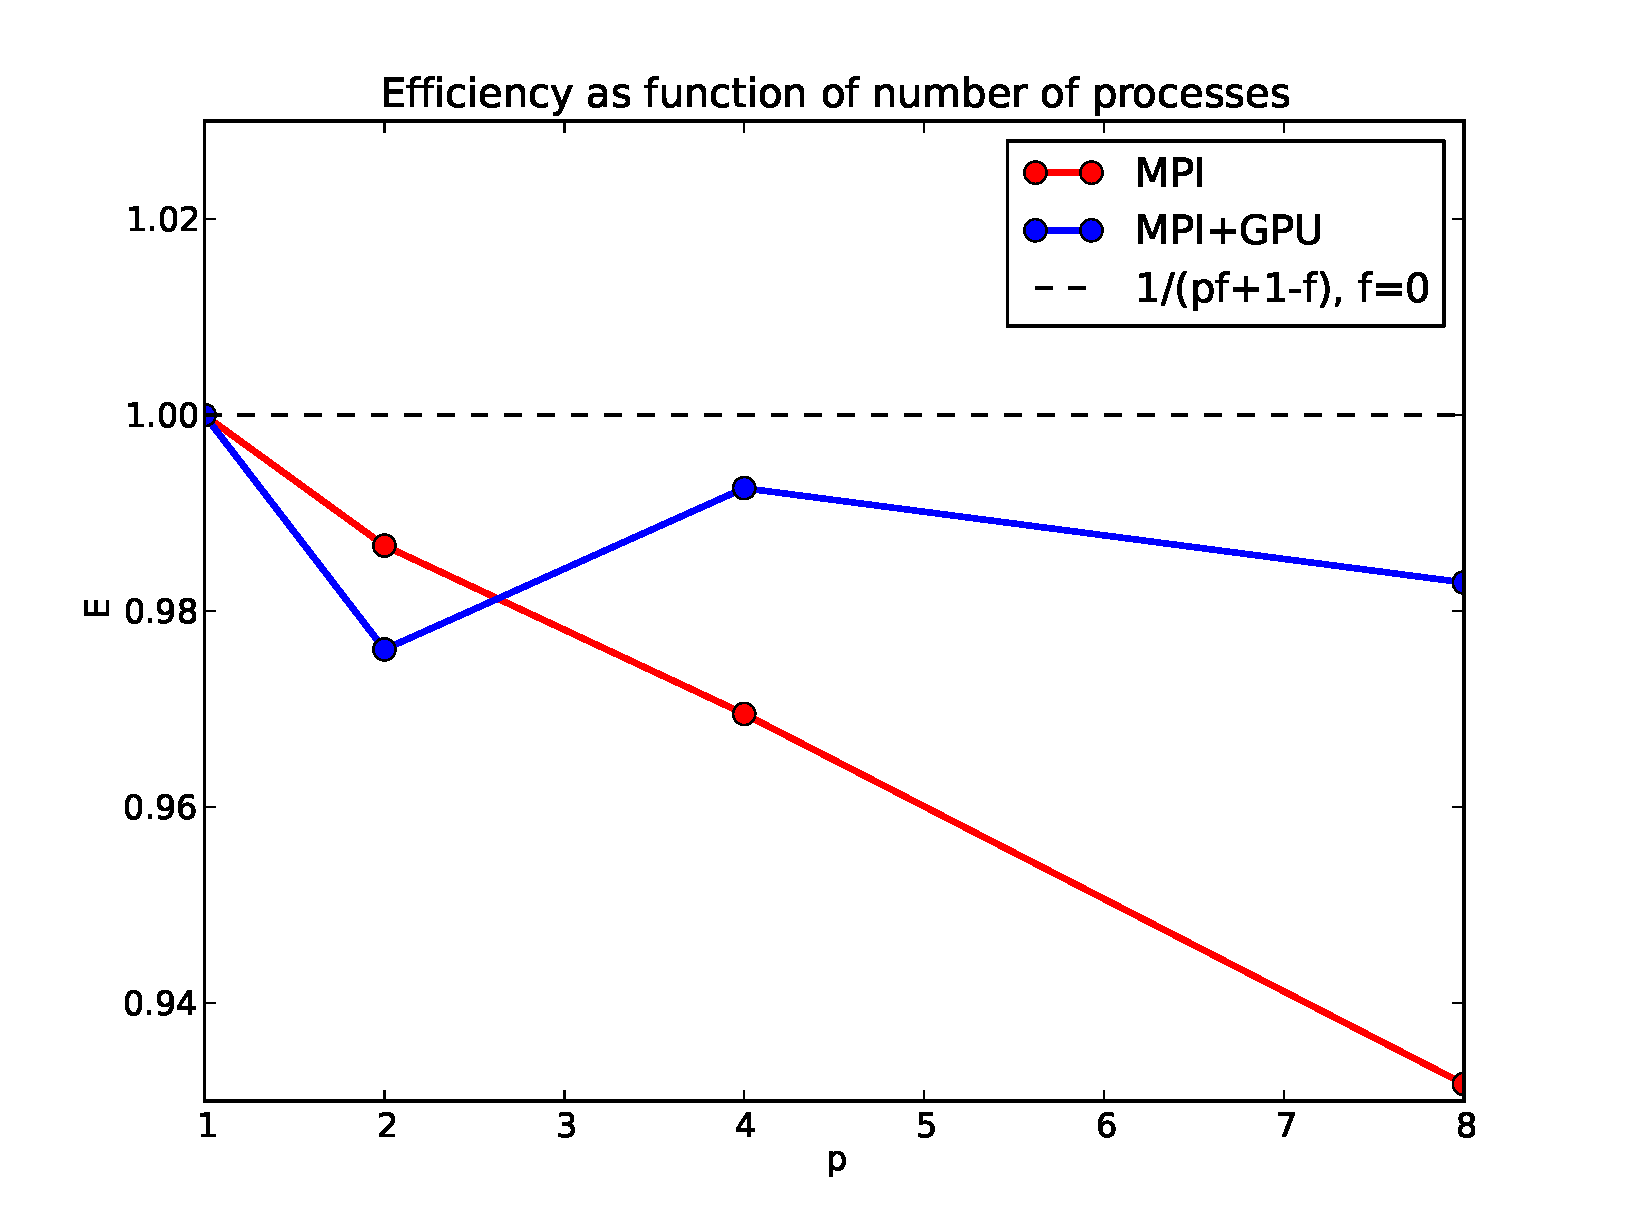 Efficiency as function of number of processes
MPI
MPI+GPU
1/(pf+1-f), f=0
1.02
1.00
0.98
0.96
0.94
E
1 2 3 4 5 6 7 8
p